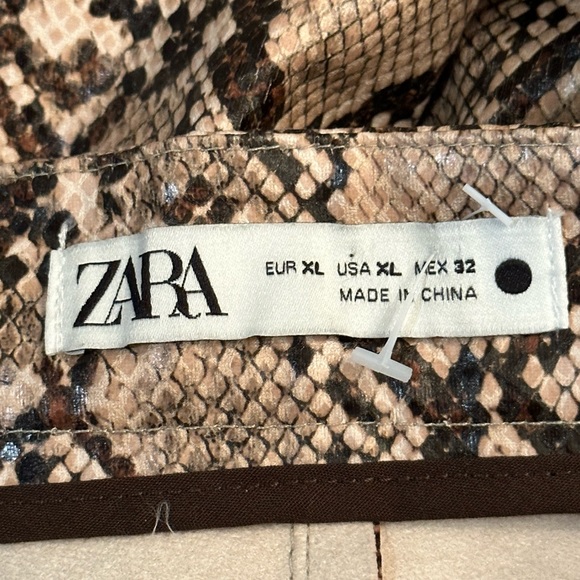 ZARA
EUR XL USA XL MEX 32
MADE IN CHINA